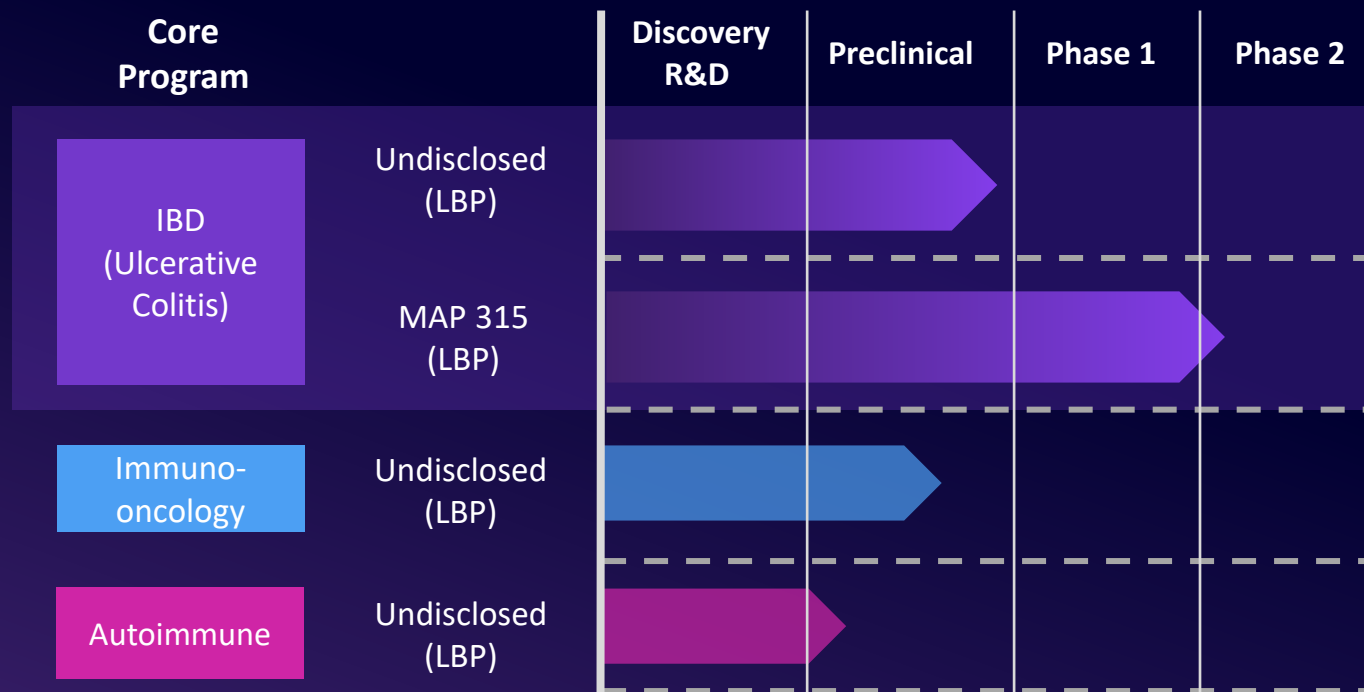 Core
Program
Discovery
R&D
Preclinical
Phase 1
Phase 2
IBD
(Ulcerative
Colitis)
Undisclosed
(LBP)
MAP 315
(LBP)
Immuno-
oncology
Undisclosed
(LBP)
Autoimmune
Undisclosed
(LBP)